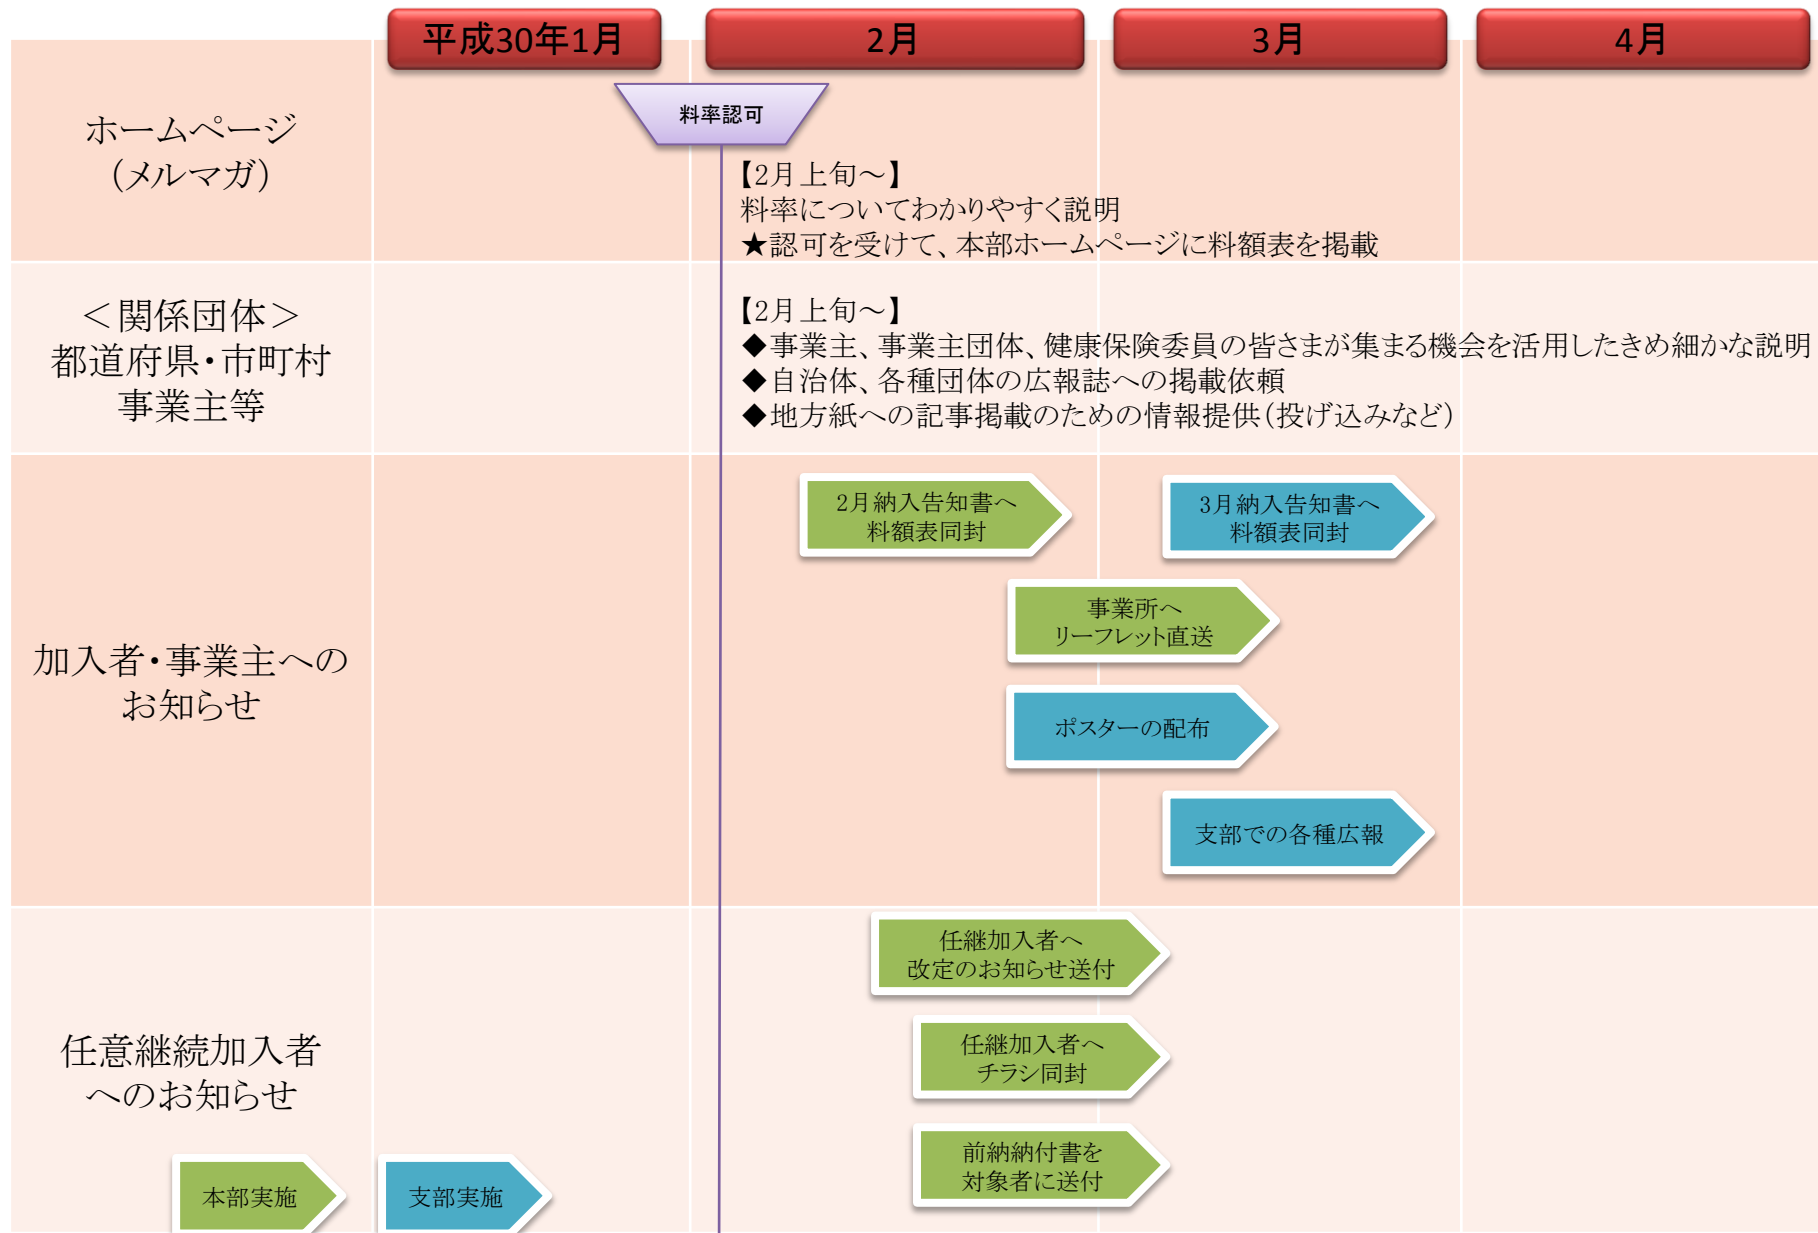 平成30年1月
2月
3月
4月
ホームページ
(メルマガ)
料率認可
【2月上旬～】
料率についてわかりやすく説明
★認可を受けて、本部ホームページに料額表を掲載
＜関係団体＞
都道府県・市町村
事業主等
【2月上旬～】
◆事業主、事業主団体、健康保険委員の皆さまが集まる機会を活用したきめ細かな説明
◆自治体、各種団体の広報誌への掲載依頼
◆地方紙への記事掲載のための情報提供(投げ込みなど)
加入者・事業主への
お知らせ
2月納入告知書へ
料額表同封
3月納入告知書へ
料額表同封
事業所へ
リーフレット直送
ポスターの配布
支部での各種広報
任意継続加入者
へのお知らせ
任継加入者へ
改定のお知らせ送付
任継加入者へ
チラシ同封
前納納付書を
対象者に送付
本部実施
支部実施